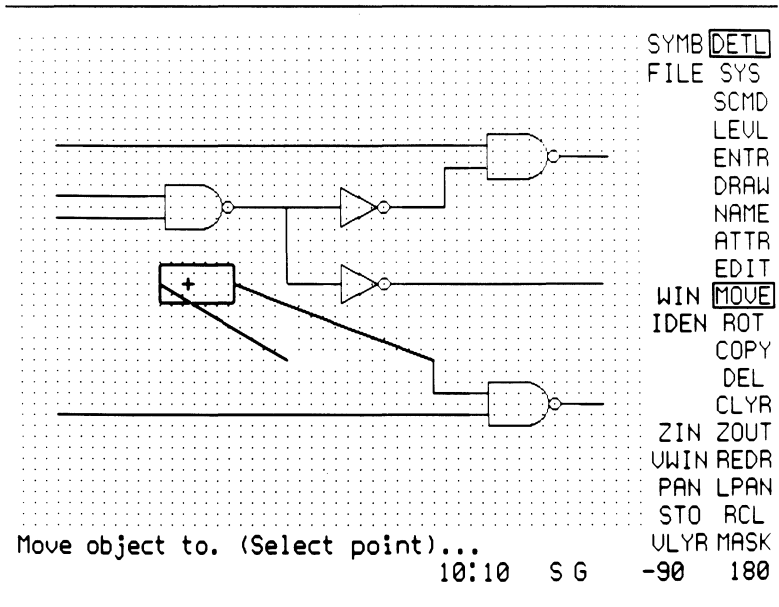 SYMB DETL
FILE SYS
SCMD
LEVL
ENTR
DRAW
NAME
ATTR
EDIT
WIN MOVE
IDEN ROT
COPY
DEL
CLYR
ZIN ZOUT
VWIN REDR
PAN LPAN
STO RCL
Move object to. (Select point)...
VLYR MASK
10:10 S G -90 180